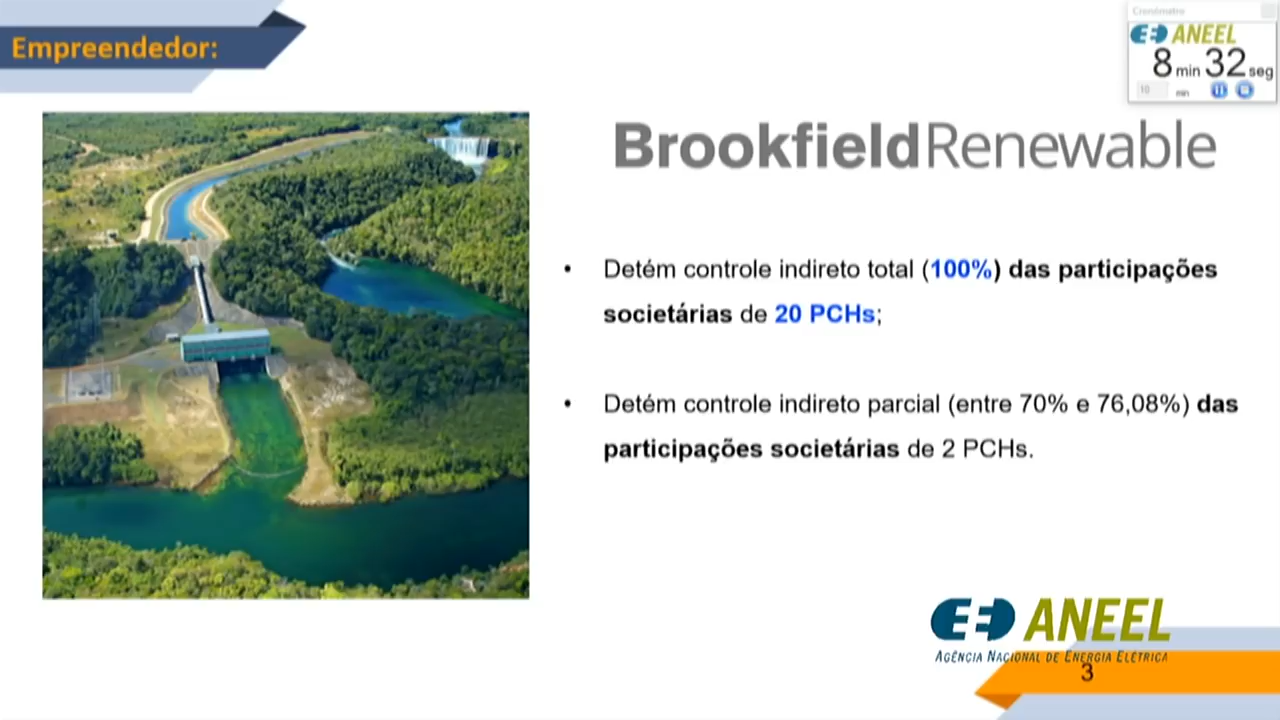 Empreendedor:
Cronômetro
ANEEL
8 min 32 seg
10 min
BrookfieldRenewable
• Detém controle indireto total (100%) das participações
societárias de 20 PCHs;
• Detém controle indireto parcial (entre 70% e 76,08%) das
participações societárias de 2 PCHs.
ANEEL
AGÊNCIA NACIONAL DE ENERGIA ELÉTRICA
3